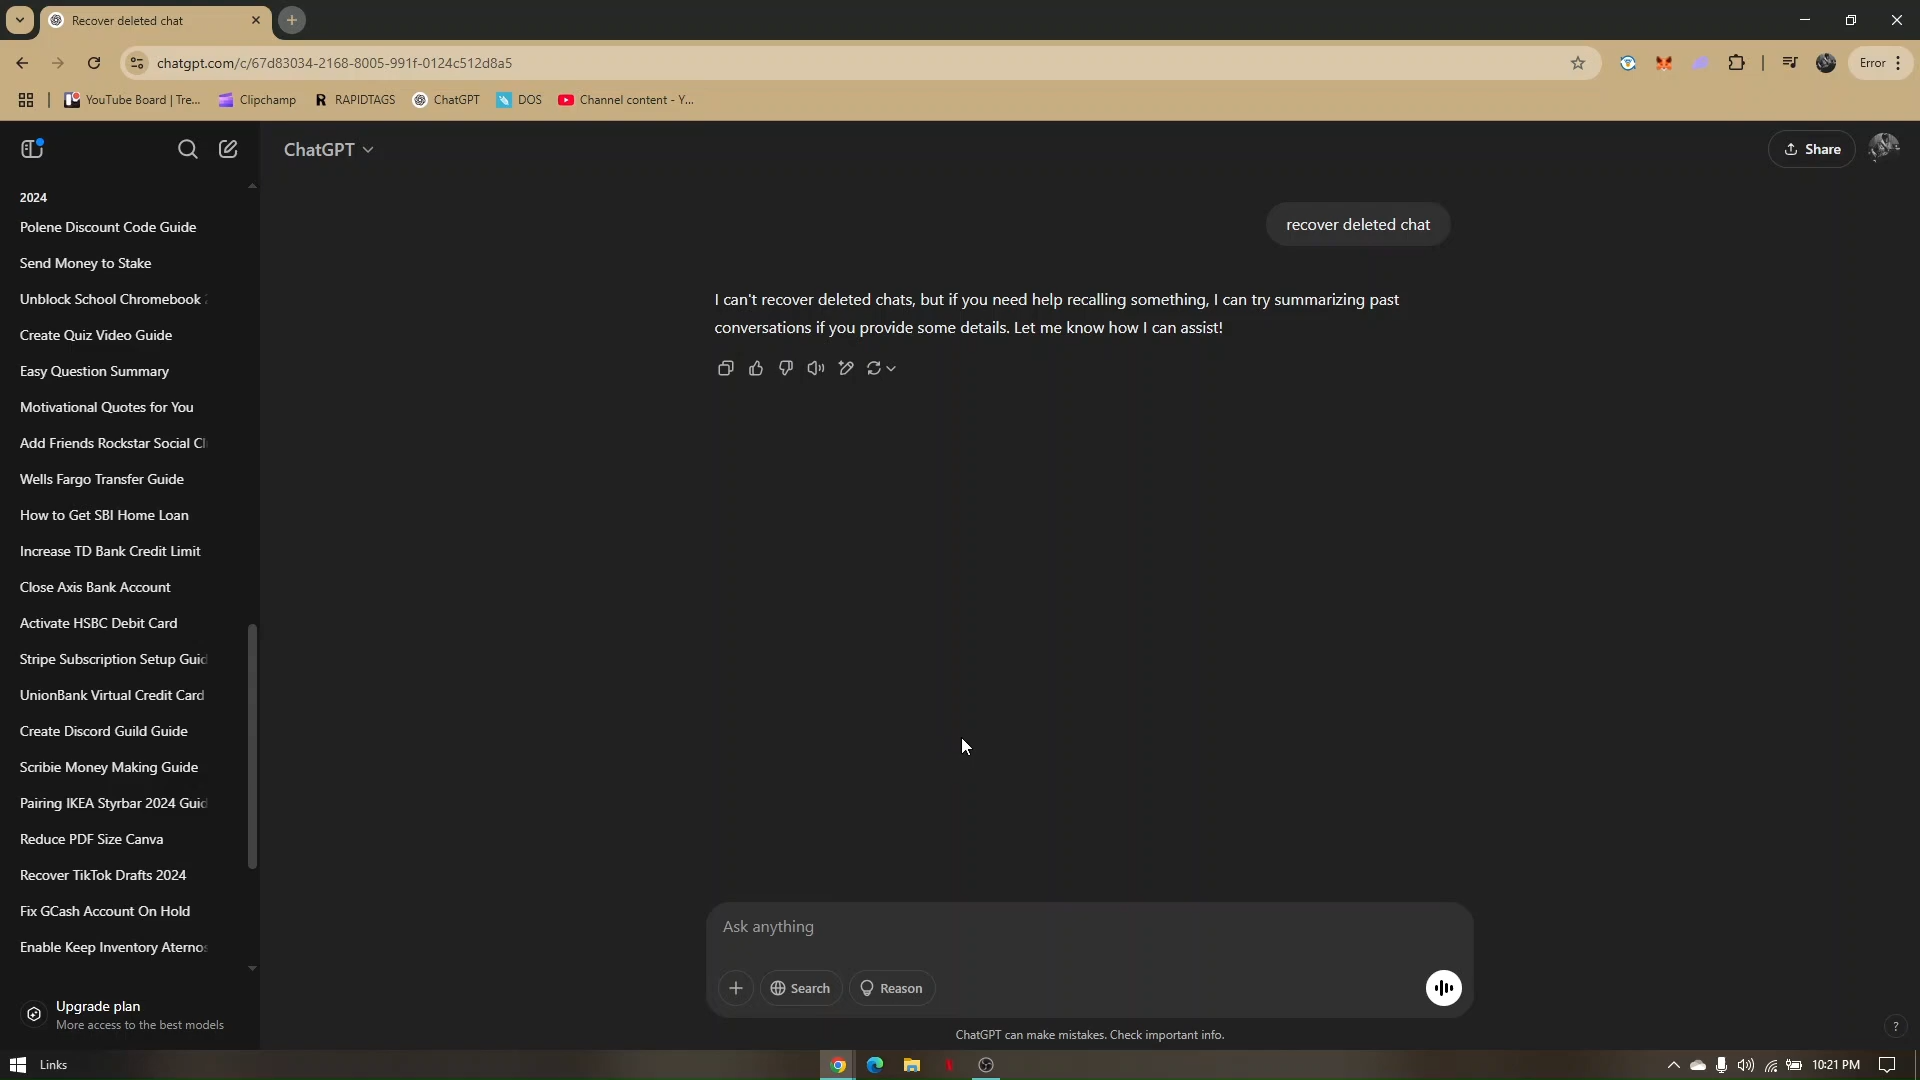 Recover deleted chat
chatgpt.com/c/67d83034-2168-8005-991f-0124c512d8a5
Error
YouTube Board | Tre...
Clipchamp
RAPIDTAGS
ChatGPT
DOS
Channel content - Y...
ChatGPT
Share
2024
Polene Discount Code Guide
Send Money to Stake
Unblock School Chromebook
Create Quiz Video Guide
Easy Question Summary
Motivational Quotes for You
Add Friends Rockstar Social Cl
Wells Fargo Transfer Guide
How to Get SBI Home Loan
Increase TD Bank Credit Limit
Close Axis Bank Account
Activate HSBC Debit Card
Stripe Subscription Setup Guid
UnionBank Virtual Credit Card
Create Discord Guild Guide
Scribie Money Making Guide
Pairing IKEA Styrbar 2024 Guid
Reduce PDF Size Canva
Recover TikTok Drafts 2024
Fix GCash Account On Hold
Enable Keep Inventory Aternos
Upgrade plan
More access to the best models
recover deleted chat
I can't recover deleted chats, but if you need help recalling something, I can try summarizing past
conversations if you provide some details. Let me know how I can assist!
Ask anything
Search
Reason
ChatGPT can make mistakes. Check important info.
?
Links
10:21 PM